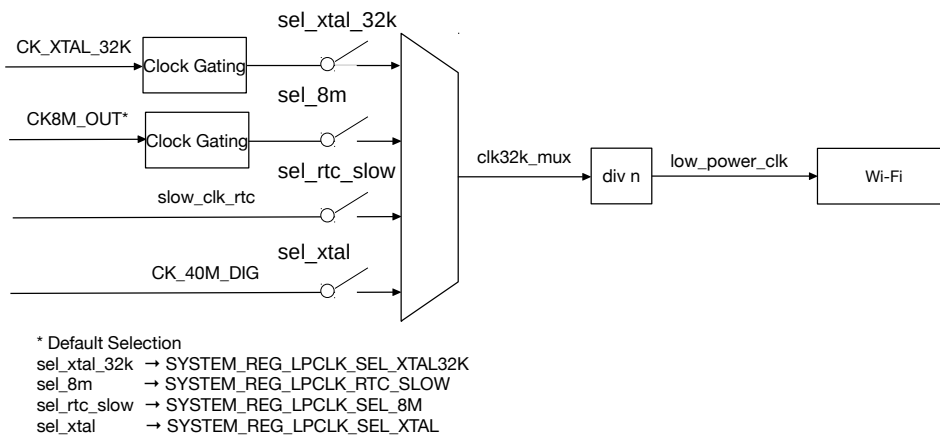 sel_xtal_32k
CK_XTAL_32K
Clock Gating
sel_8m
CK8M_OUT*
Clock Gating
sel_rtc_slow
slow_clk_rtc
sel_xtal
CK_40M_DIG
clk32k_mux
div n
low_power_clk
Wi-Fi
* Default Selection
sel_xtal_32k → SYSTEM_REG_LPCLK_SEL_XTAL32K
sel_8m → SYSTEM_REG_LPCLK_RTC_SLOW
sel_rtc_slow → SYSTEM_REG_LPCLK_SEL_8M
sel_xtal → SYSTEM_REG_LPCLK_SEL_XTAL